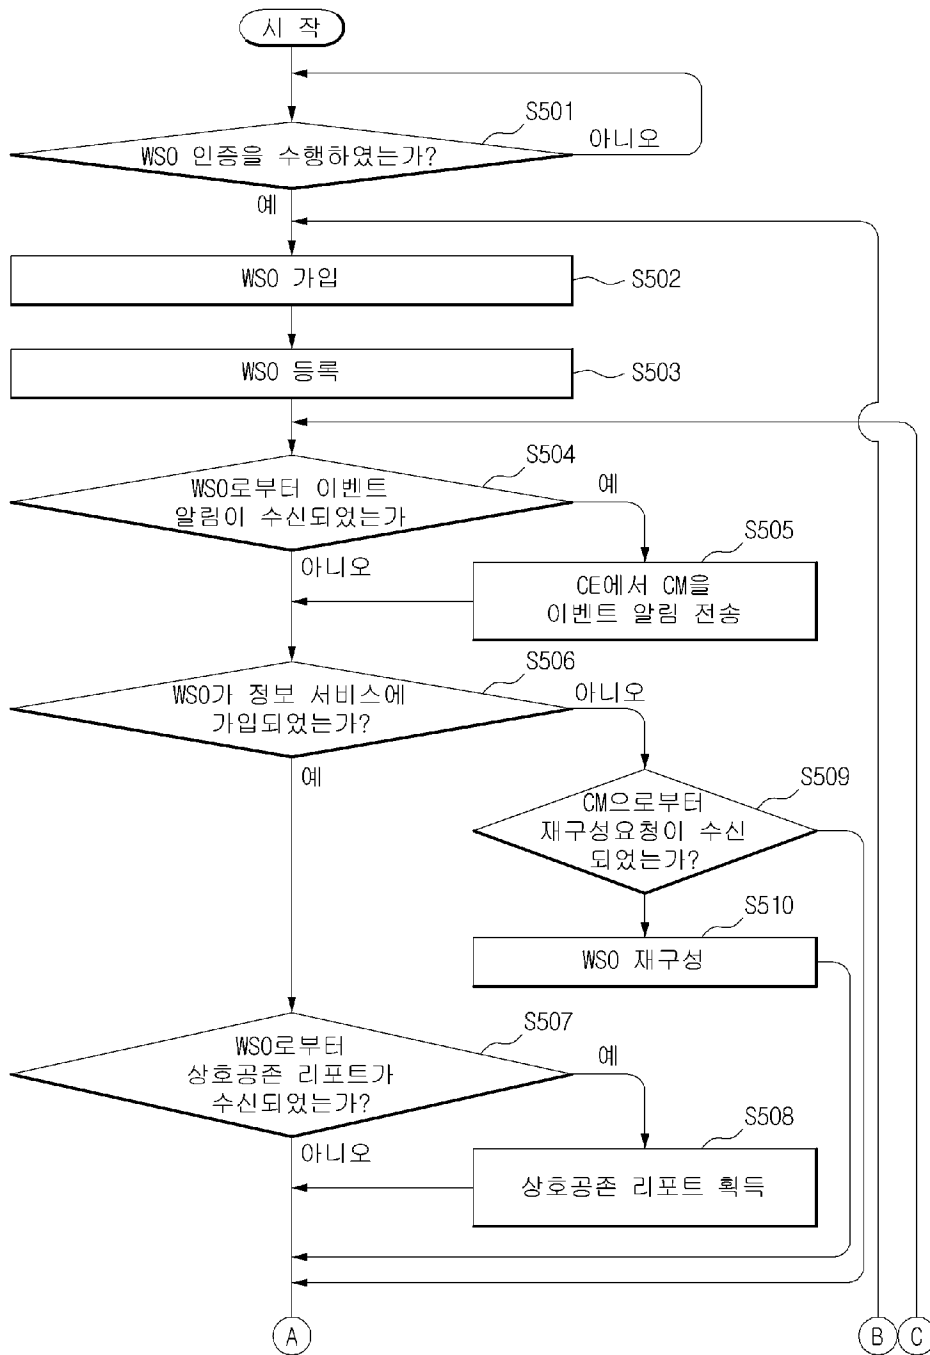 시 작
S501
WSO 인증을 수행하였는가?
아니오
예
WSO 가입
S502
WSO 등록
S503
S504
WSO로부터 이벤트
알림이 수신되었는가
예
아니오
S505
CE에서 CM을
이벤트 알림 전송
S506
WSO가 정보 서비스에
가입되었는가?
아니오
예
S509
CM으로부터
재구성요청이 수신
되었는가?
S510
WSO 재구성
S507
WSO로부터
상호공존 리포트가
수신되었는가?
예
아니오
S508
상호공존 리포트 획득
A
B
C